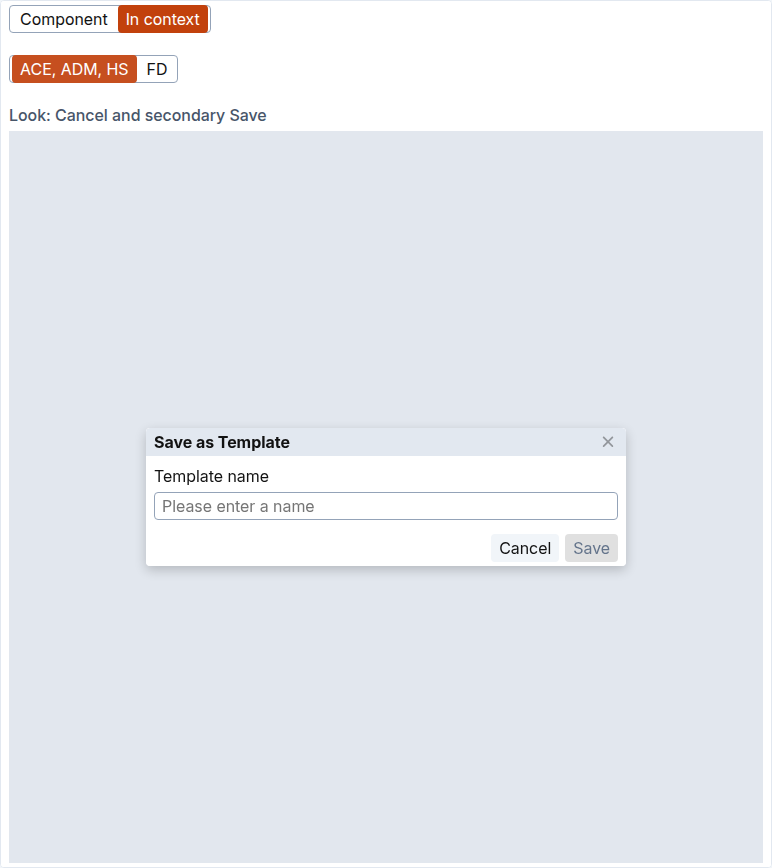 Component In context
ACE, ADM, HS FD
Look: Cancel and secondary Save
Save as Template
Template name
Please enter a name
Cancel Save